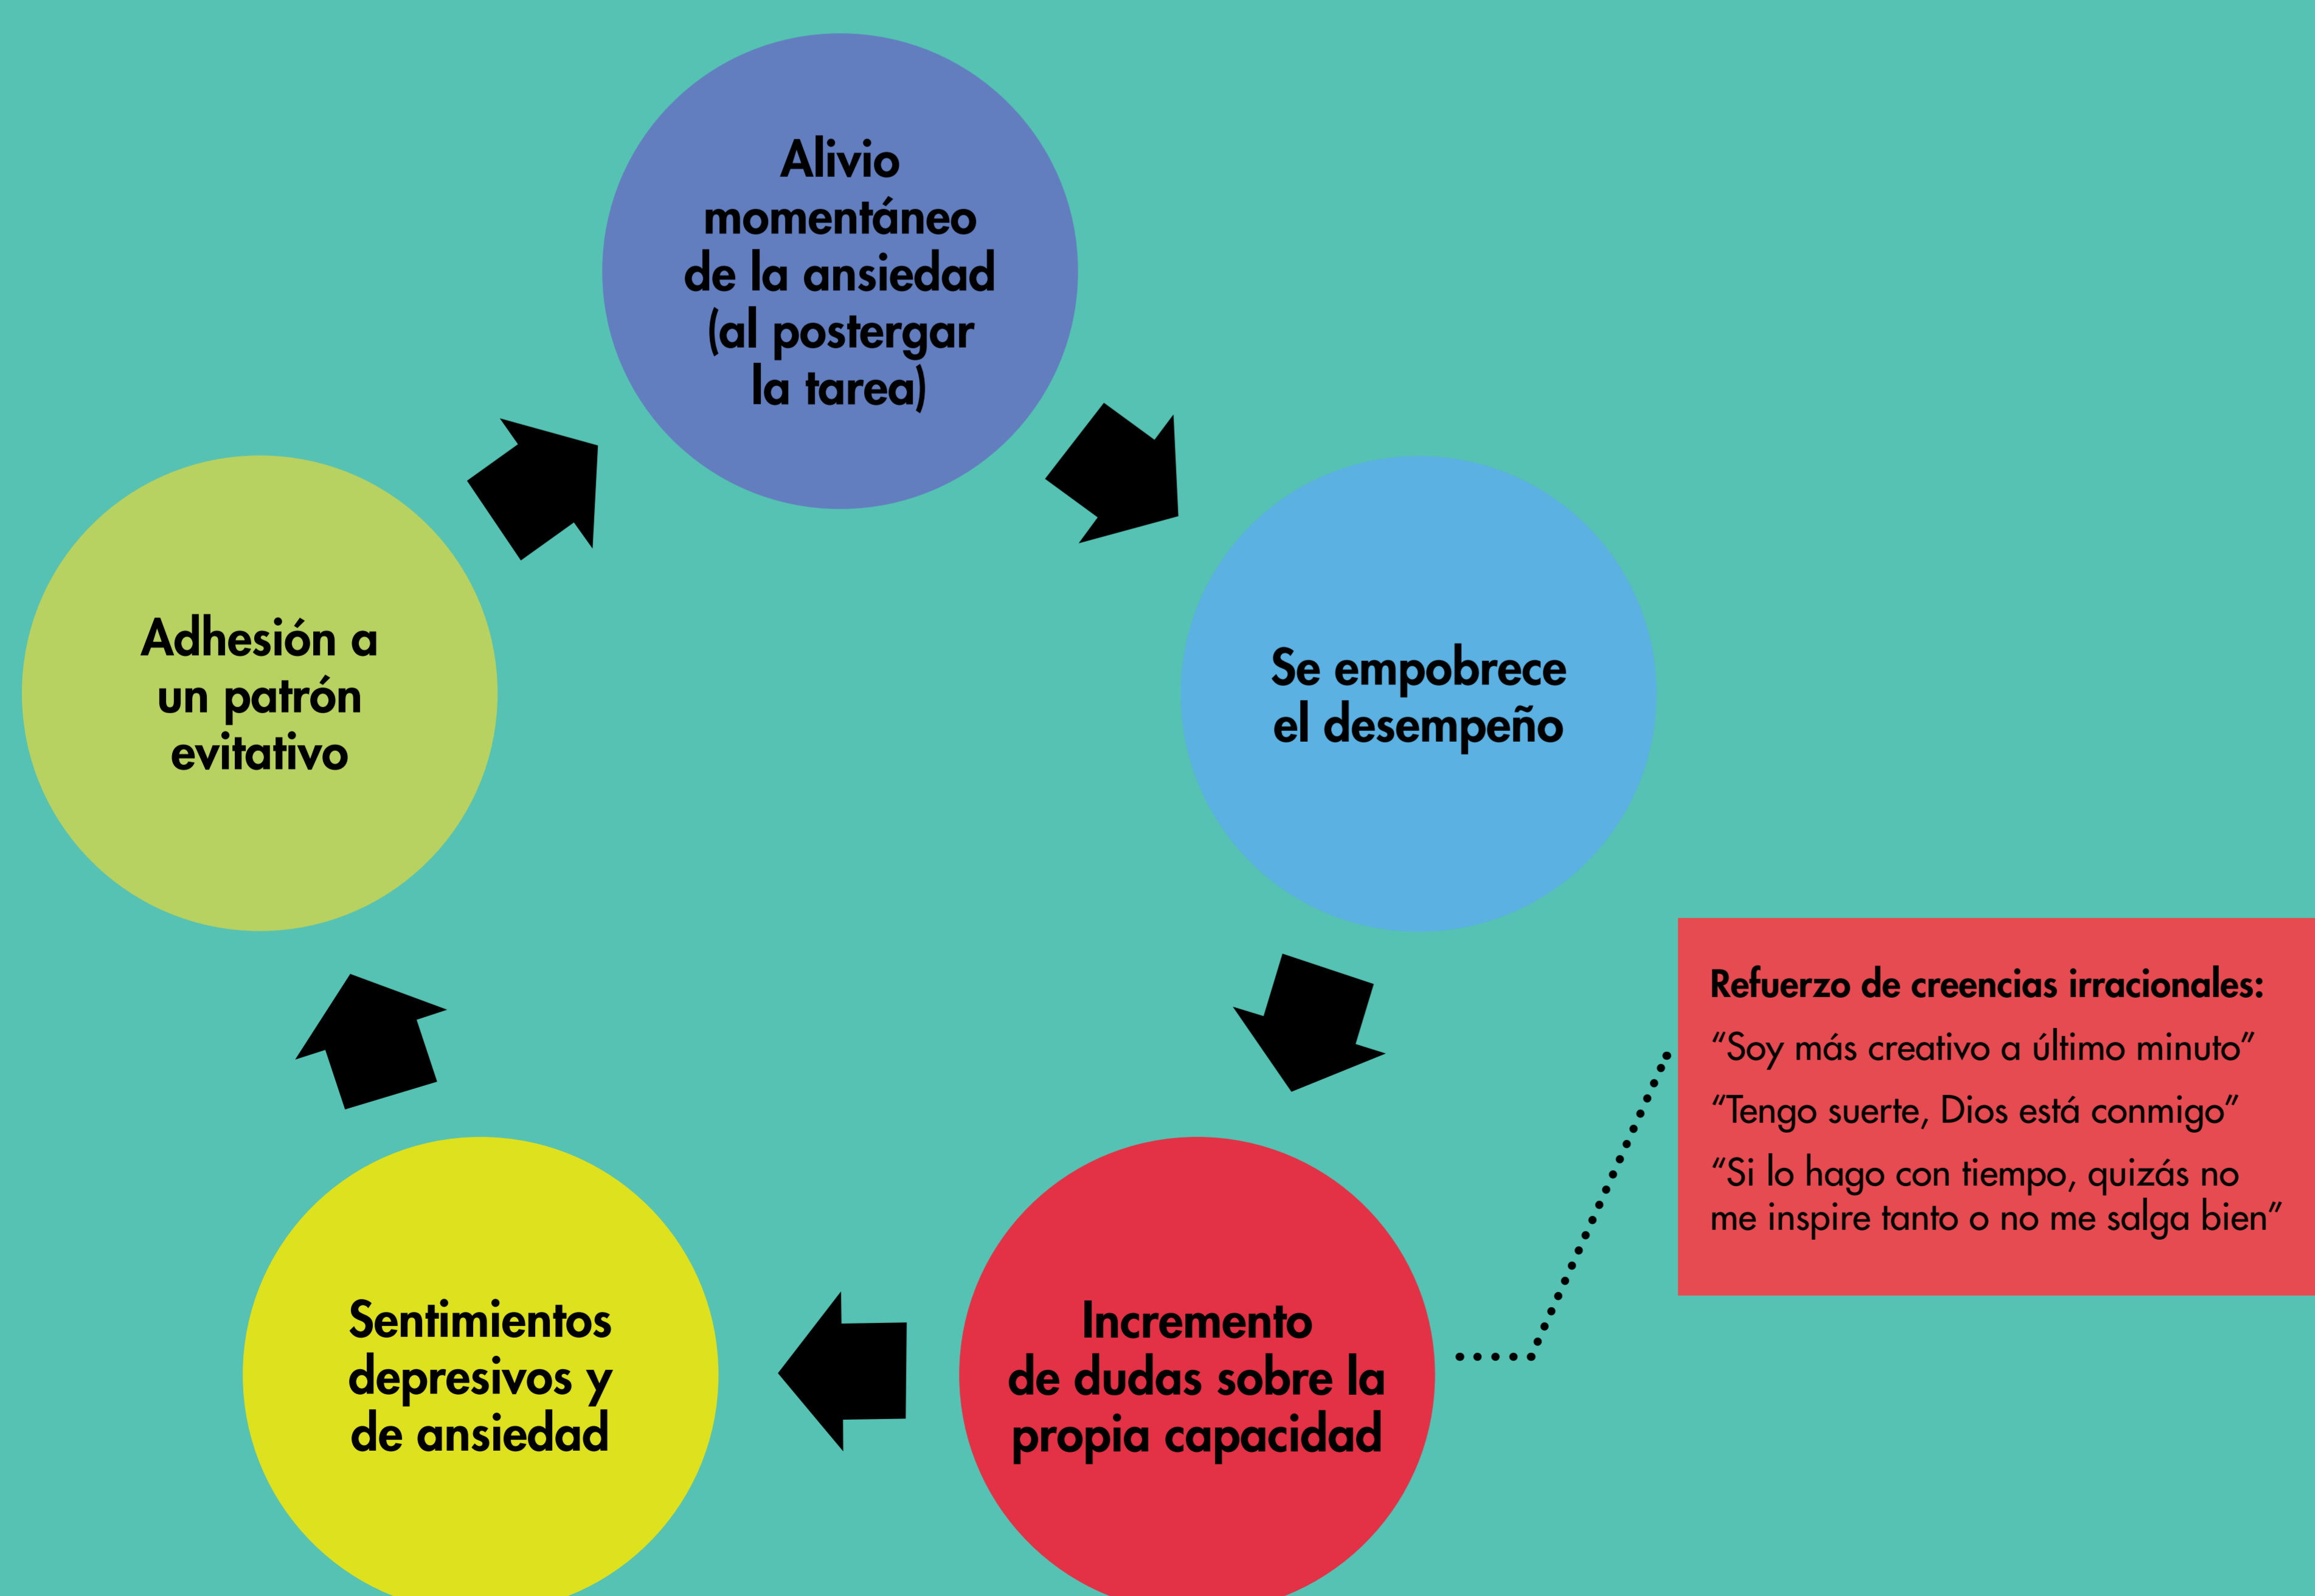 Alivio
momentáneo
de la ansiedad
(al postergar
la tarea)
Se empobrece
el desempeño
Refuerzo de creencias irracionales:
“Soy más creativo a último minuto”
“Tengo suerte, Dios está conmigo”
“Si lo hago con tiempo, quizás no
me inspire tanto o no me salga bien”
Incremento
de dudas sobre la
propia capacidad
Sentimientos
depresivos y
de ansiedad
Adhesión a
un patrón
evitativo